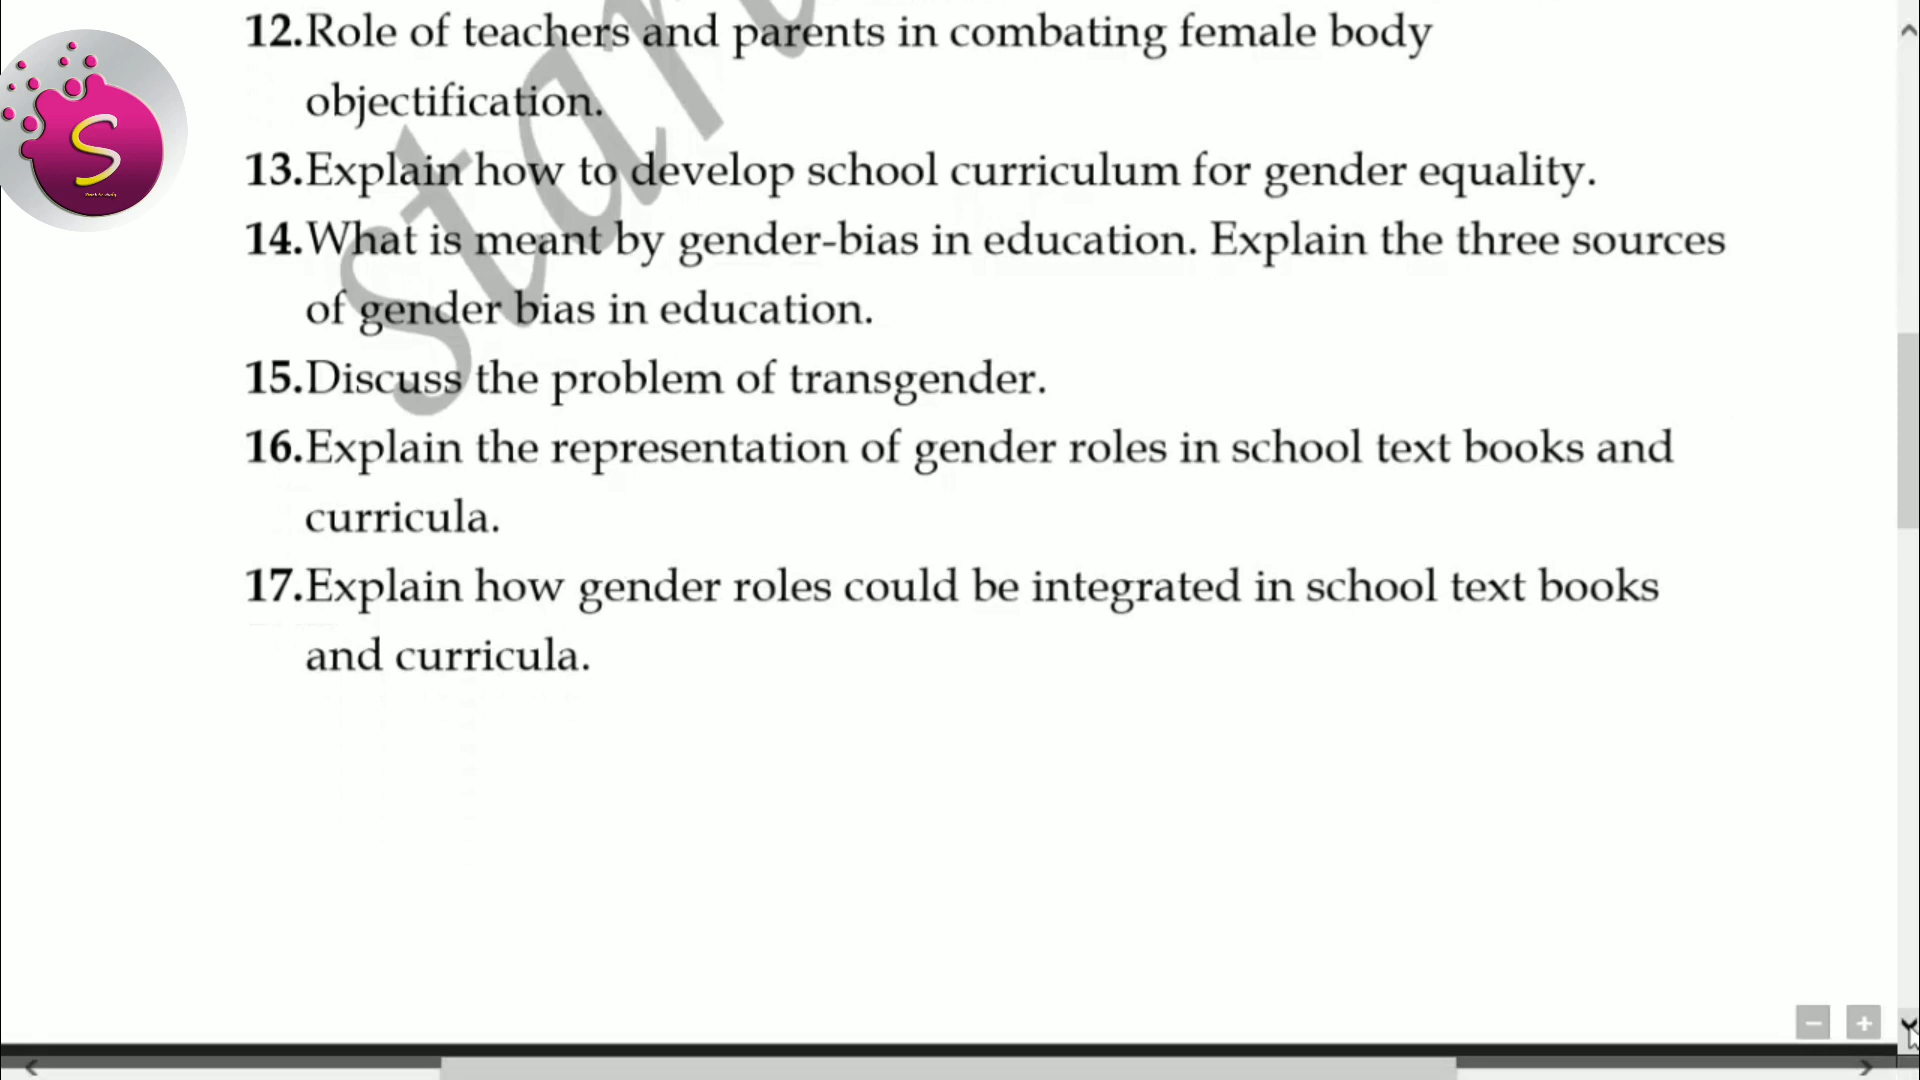 12.Role of teachers and parents in combating female body
objectification.
13.Explain how to develop school curriculum for gender equality.
14.What is meant by gender-bias in education. Explain the three sources
of gender bias in education.
15.Discuss the problem of transgender.
16.Explain the representation of gender roles in school text books and
curricula.
17.Explain how gender roles could be integrated in school text books
and curricula.
S